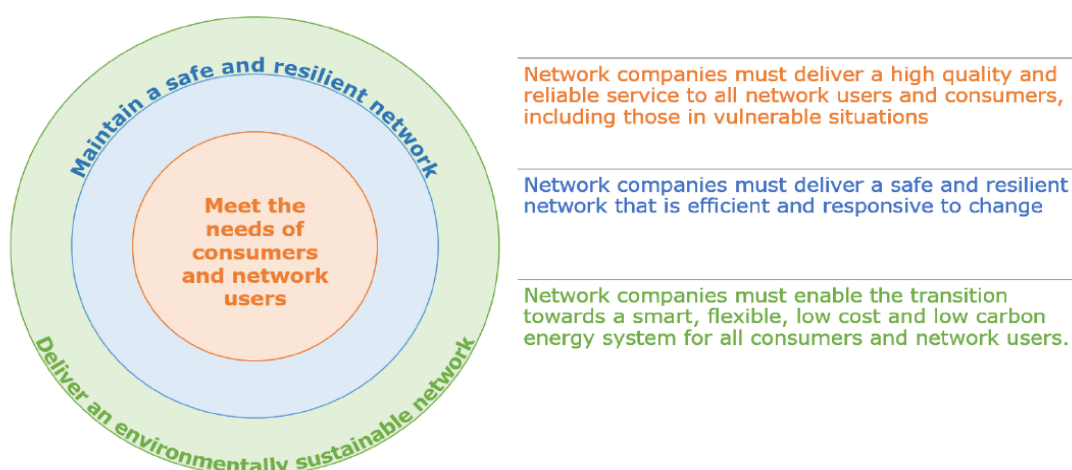 Maintain a safe and resilient network
Meet the
needs of
consumers
and network
users
Deliver an environmentally sustainable network
Network companies must deliver a high quality and
reliable service to all network users and consumers,
including those in vulnerable situations
Network companies must deliver a safe and resilient
network that is efficient and responsive to change
Network companies must enable the transition
towards a smart, flexible, low cost and low carbon
energy system for all consumers and network users.